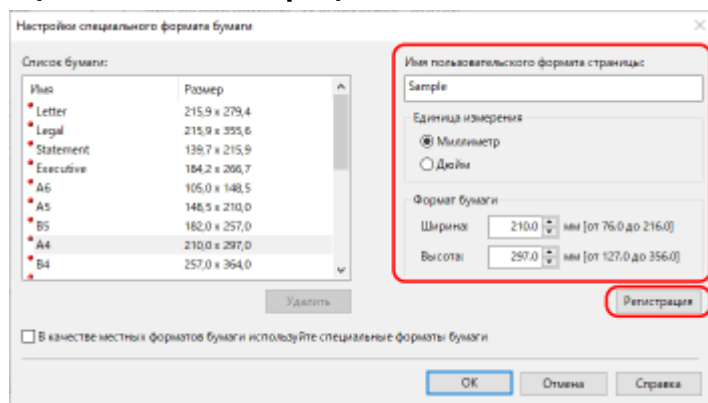 Настройки специального формата бумаги
Список бумаги:
Имя Размер
Letter 215,9 x 279,4
Legal 215,9 x 355,6
Statement 139,7 x 215,9
Executive 184,2 x 266,7
A6 105,0 x 148,5
A5 148,5 x 210,0
B5 182,0 x 257,0
A4 210,0 x 297,0
B4 257,0 x 364,0
Удалить
Имя пользовательского формата страницы:
Sample
Единица измерения
Миллиметр
Дюйм
Формат бумаги
Ширина: 210.0 мм [от 76.0 до 216.0]
Высота: 297.0 мм [от 127.0 до 356.0]
Регистрация
В качестве местных форматов бумаги используйте специальные форматы бумаги
OK Отмена Справка